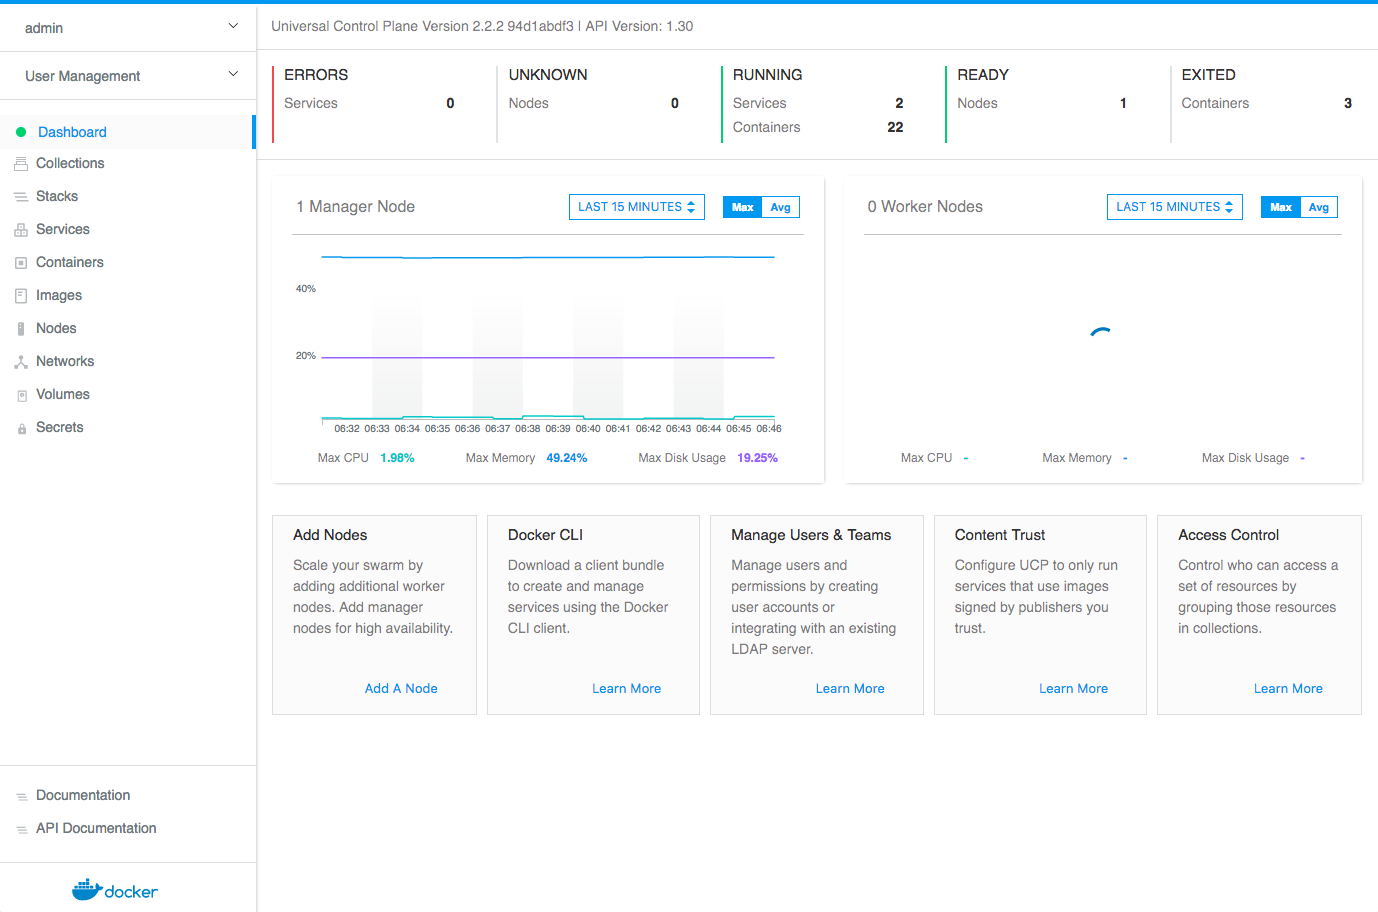 admin
User Management
Dashboard
Collections
Stacks
Services
Containers
Images
Nodes
Networks
Volumes
Secrets
Documentation
API Documentation
docker
Universal Control Plane Version 2.2.2 94d1abdf3 | API Version: 1.30
ERRORS
Services 0
UNKNOWN
Nodes 0
RUNNING
Services 2
Containers 22
READY
Nodes 1
EXITED
Containers 3
1 Manager Node LAST 15 MINUTES Max Avg
40%
20%
06:32 06:33 06:34 06:35 06:36 06:37 06:38 06:39 06:40 06:41 06:42 06:43 06:44 06:45 06:46
Max CPU 1.98% Max Memory 49.24% Max Disk Usage 19.25%
0 Worker Nodes LAST 15 MINUTES Max Avg
Max CPU - Max Memory - Max Disk Usage -
Add Nodes
Scale your swarm by
adding additional worker
nodes. Add manager
nodes for high availability.
Add A Node
Docker CLI
Download a client bundle
to create and manage
services using the Docker
CLI client.
Learn More
Manage Users & Teams
Manage users and
permissions by creating
user accounts or
integrating with an existing
LDAP server.
Learn More
Content Trust
Configure UCP to only run
services that use images
signed by publishers you
trust.
Learn More
Access Control
Control who can access a
set of resources by
grouping those resources
in collections.
Learn More